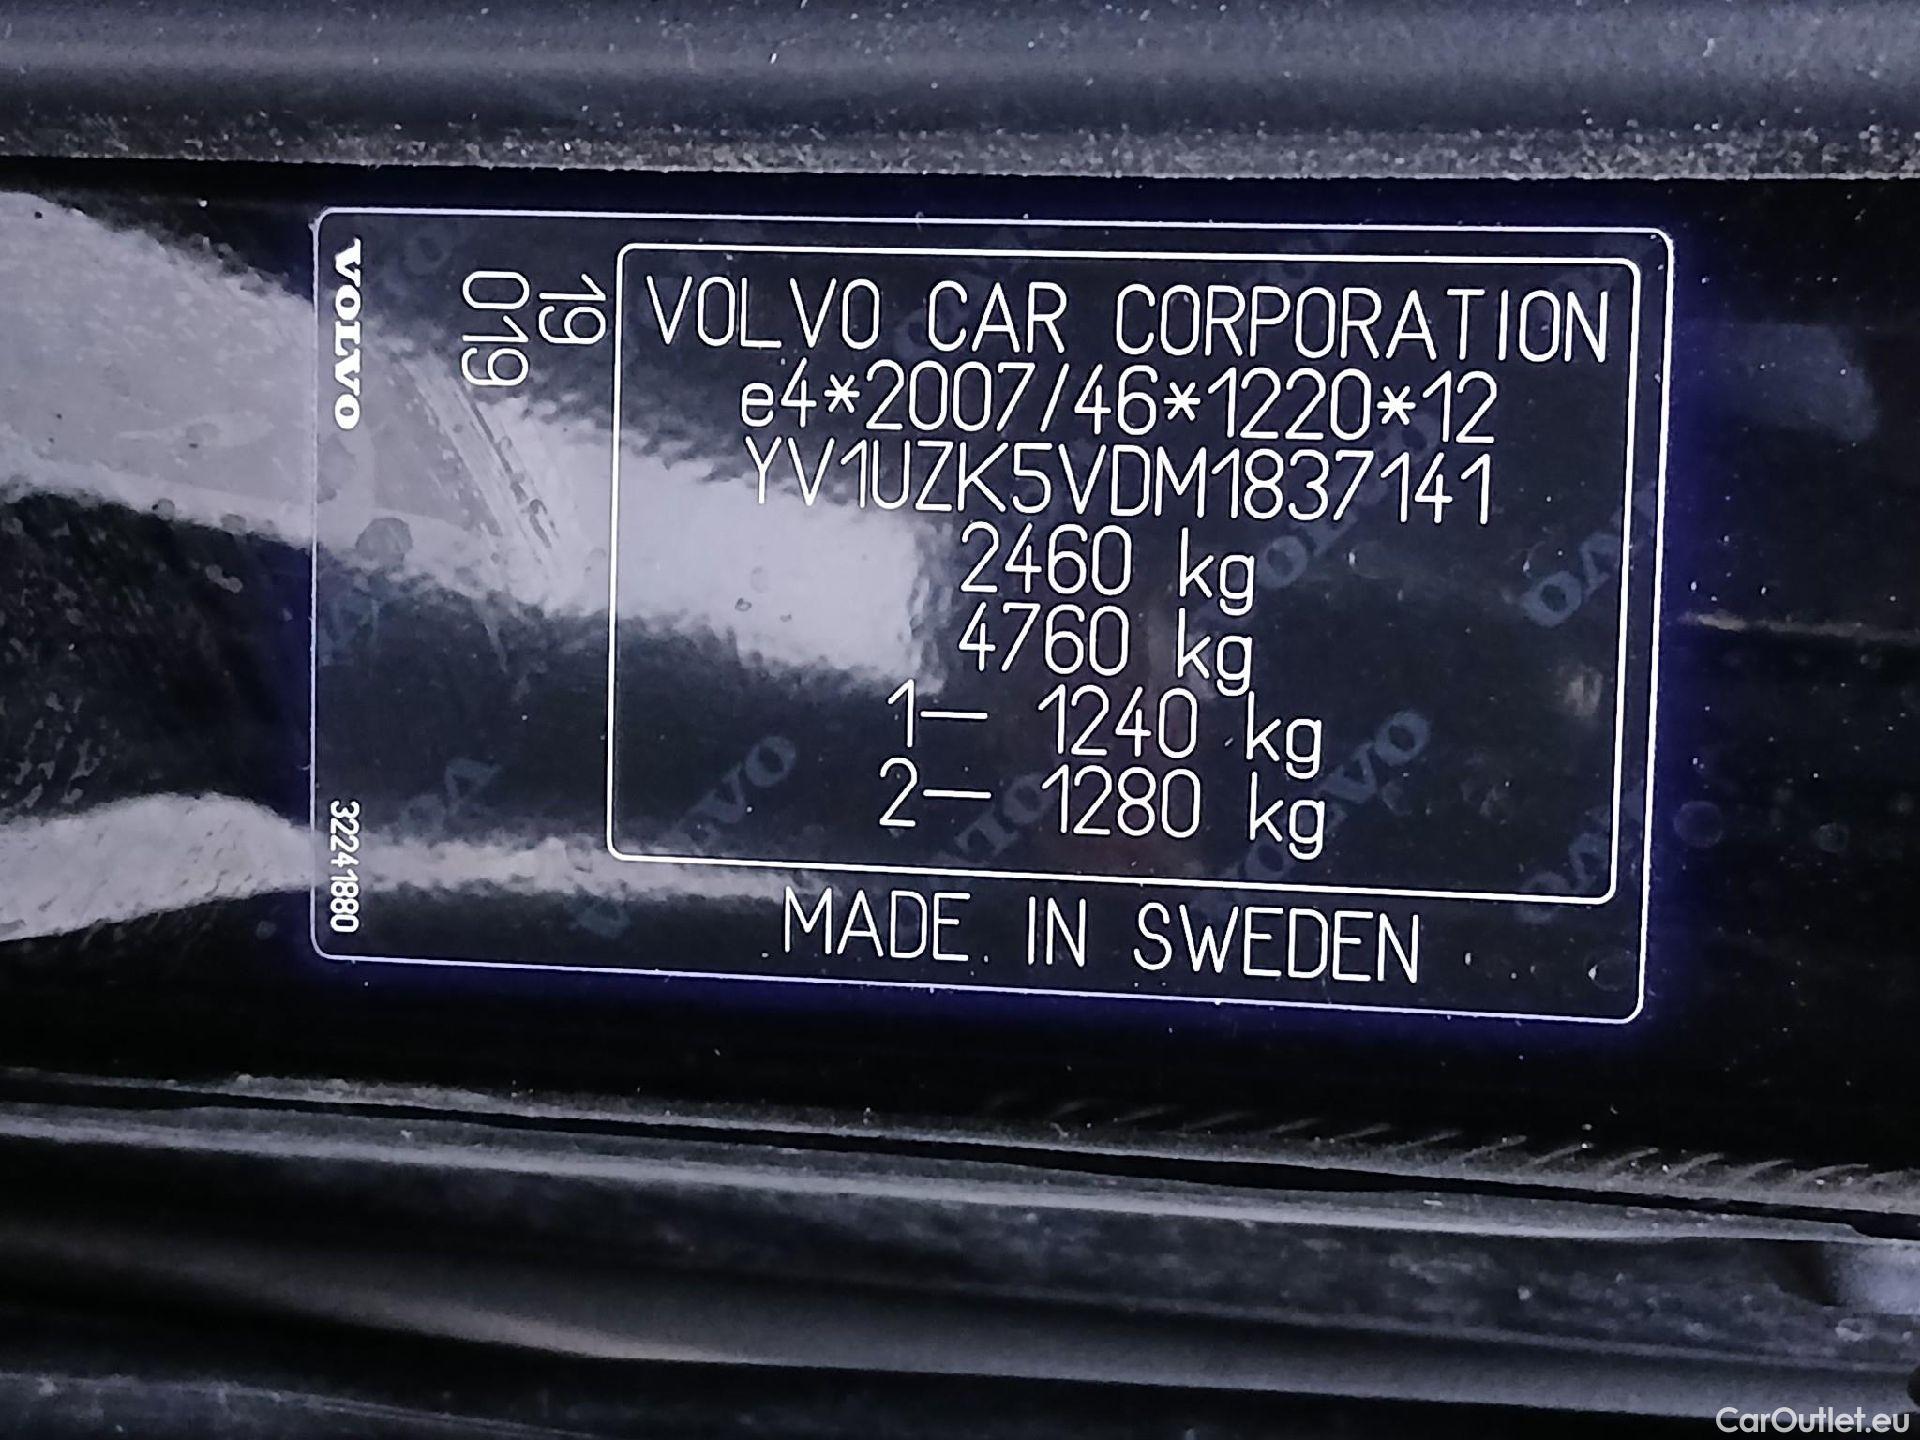 VOLVO
19
019
VOLVO CAR CORPORATION
e4*2007/46*1220*12
YV1UZK5VDM1837141
2460 kg
4760 kg
1— 1240 kg
2— 1280 kg
32241880
MADE IN SWEDEN
CarOutlet.eu